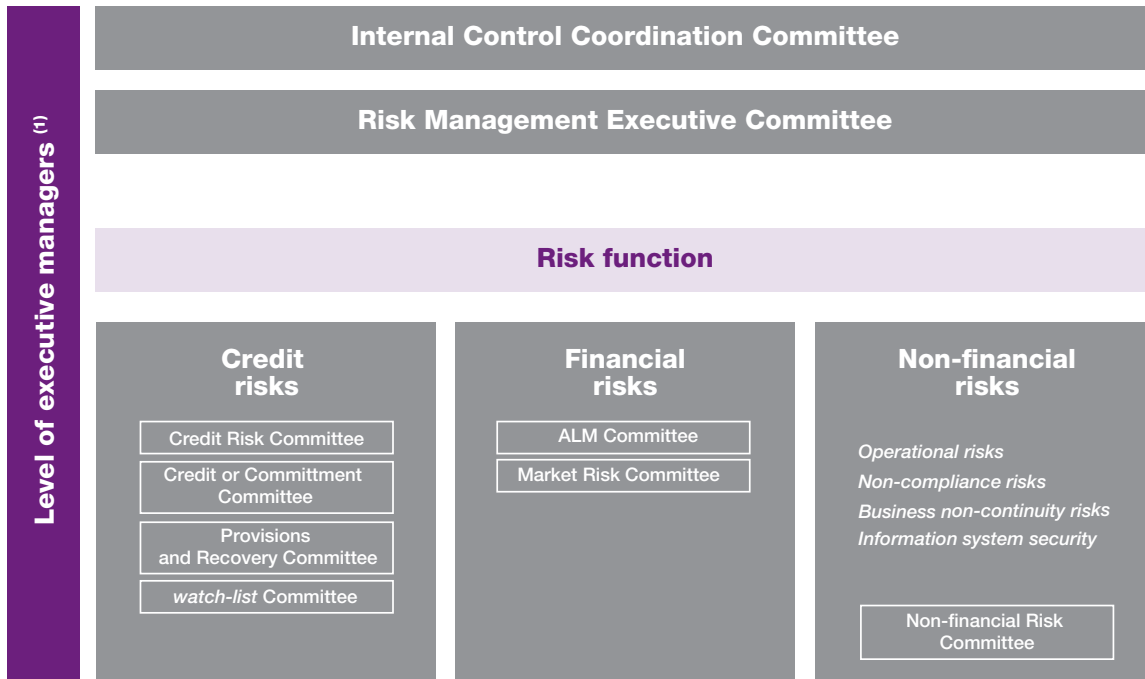 Level of executive managers (1)
Internal Control Coordination Committee
Risk Management Executive Committee
Risk function
Credit
risks
Credit Risk Committee
Credit or Committment
Committee
Provisions
and Recovery Committee
watch-list Committee
Financial
risks
ALM Committee
Market Risk Committee
Non-financial
risks
Operational risks
Non-compliance risks
Business non-continuity risks
Information system security
Non-financial Risk
Committee